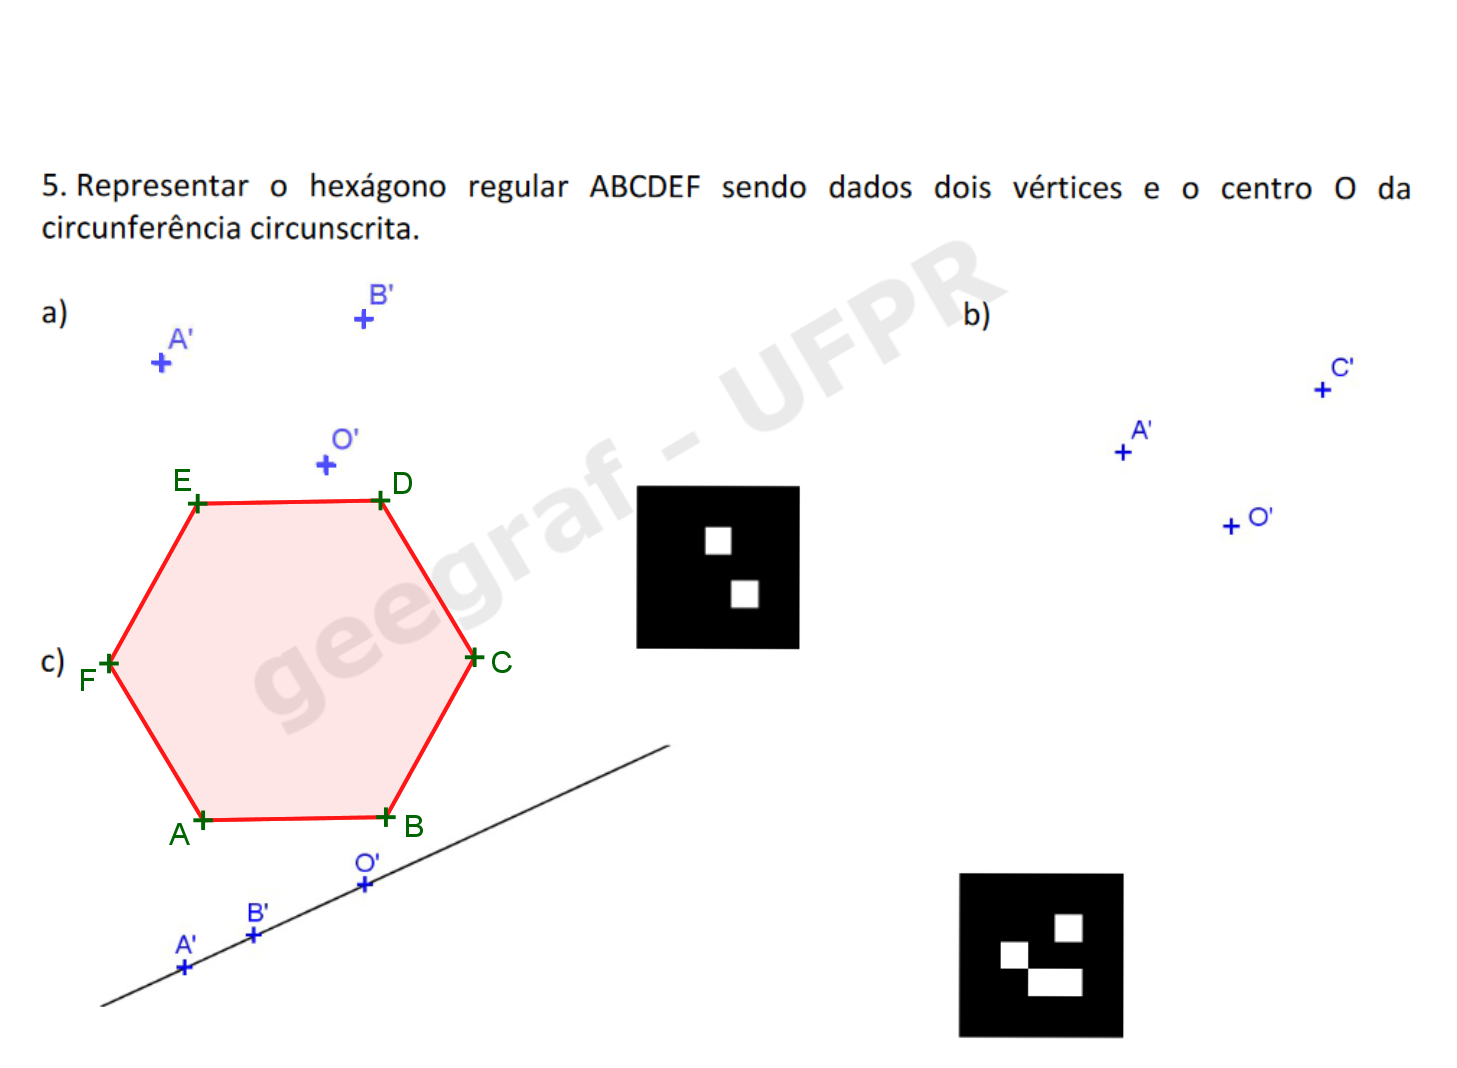 5. Representar o hexágono regular ABCDEF sendo dados dois vértices e o centro O da
circunferência circunscrita.
a)
B'
A'
O'
b)
C'
A'
O'
geegraf - UFPR
E
D
c)
F
C
A
B
O'
B'
A'